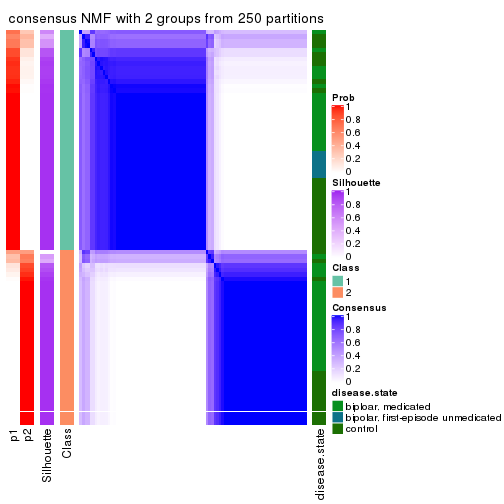 consensus NMF with 2 groups from 250 partitions
Prob
1
0.8
0.6
0.4
0.2
0
Silhouette
1
0.8
0.6
0.4
0.2
0
Class
1
2
Consensus
1
0.8
0.6
0.4
0.2
0
disease.state
biploar, medicated
bipolar, first-episode unmedicated
control
p1
p2
Silhouette
Class
disease.state